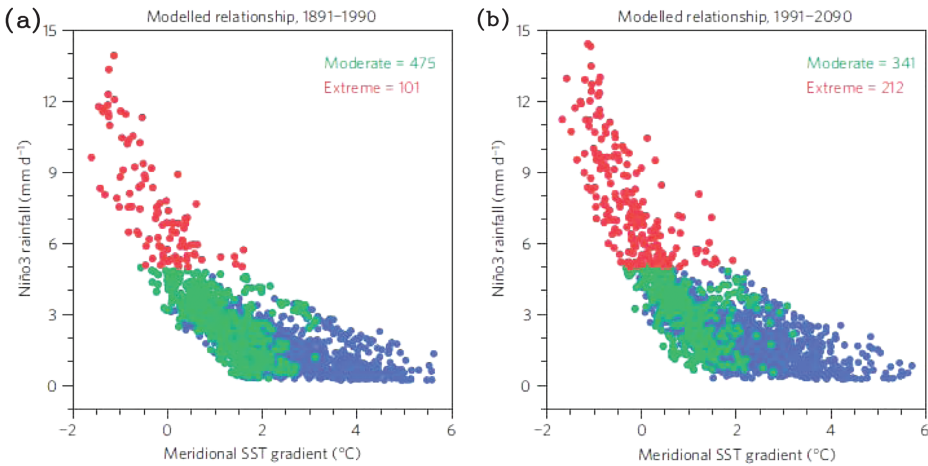 (a) Modelled relationship, 1891–1990
15
12
9
6
3
0
Niño3 rainfall (mm d⁻¹)
Moderate = 475
Extreme = 101
−2 0 2 4 6
Meridional SST gradient (°C)
(b) Modelled relationship, 1991–2090
15
12
9
6
3
0
Niño3 rainfall (mm d⁻¹)
Moderate = 341
Extreme = 212
−2 0 2 4 6
Meridional SST gradient (°C)